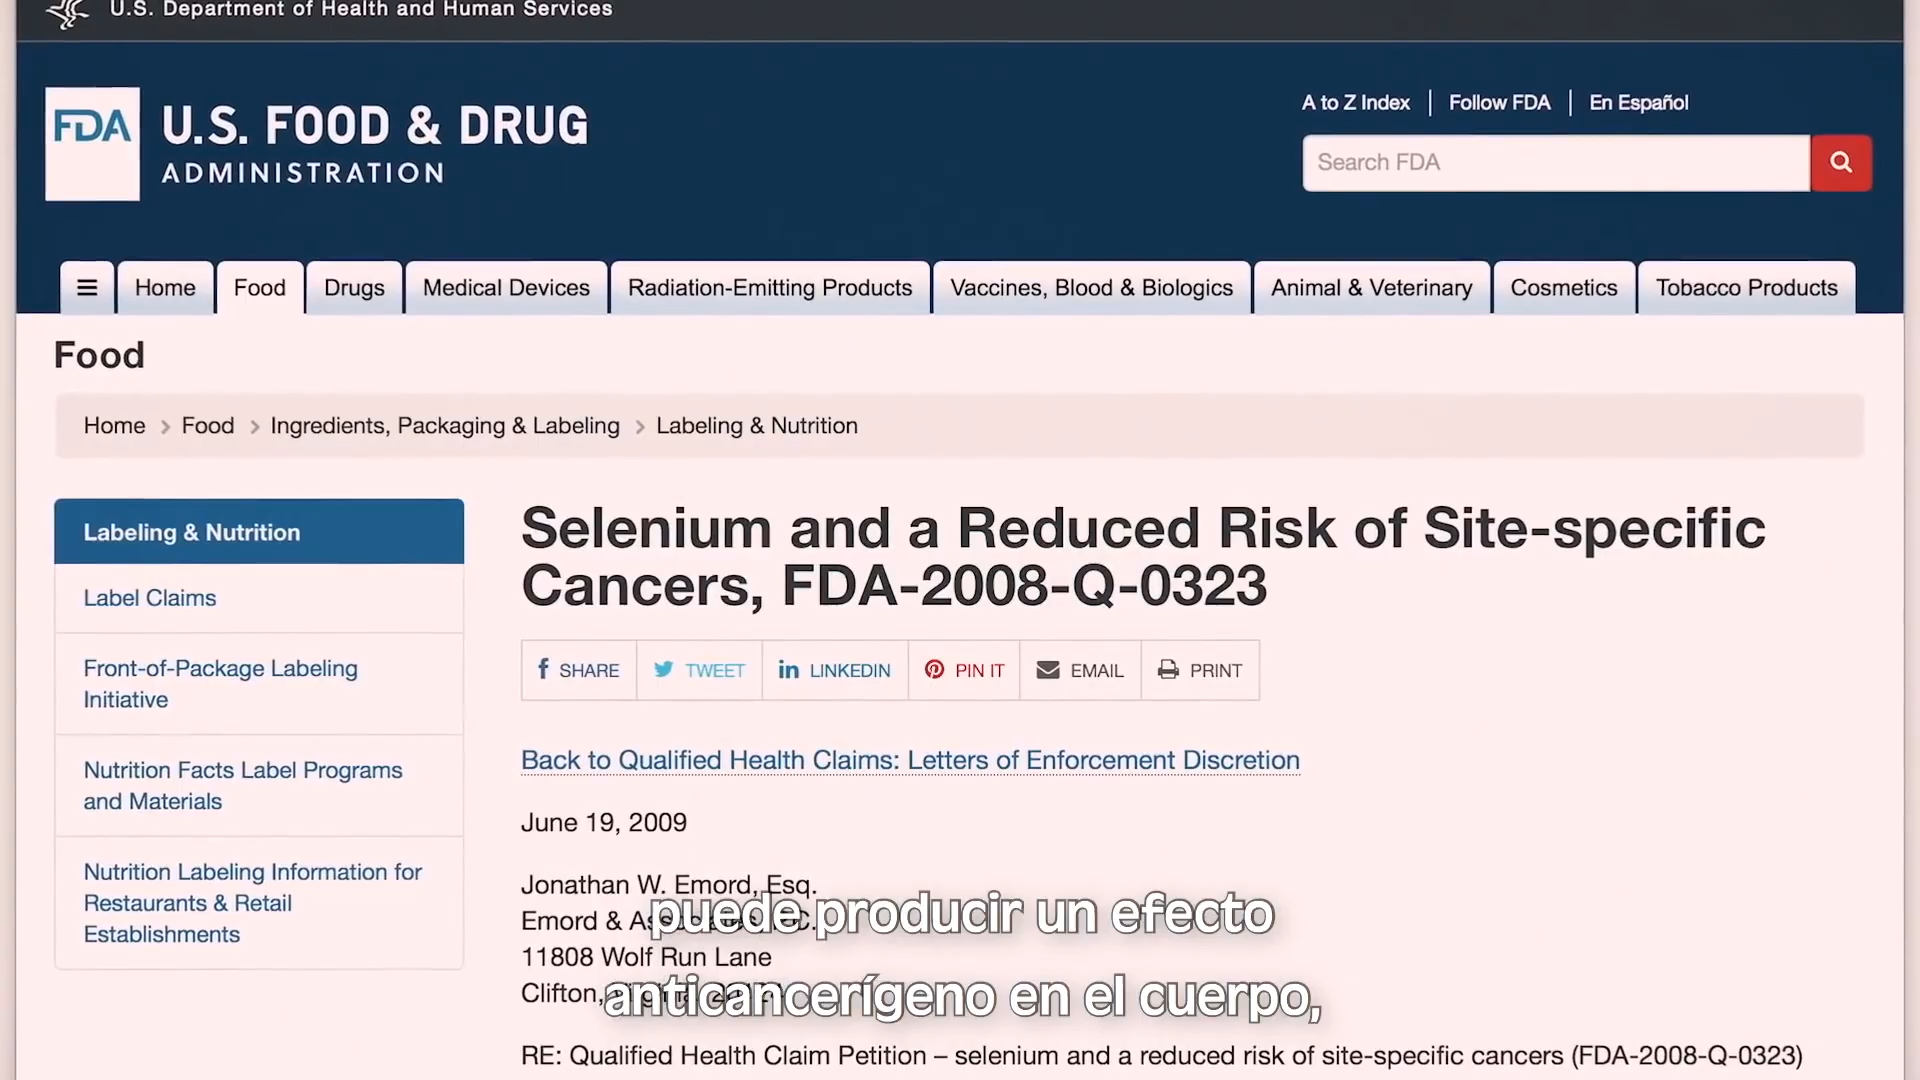 U.S. Department of Health and Human Services
FDA U.S. FOOD & DRUG
ADMINISTRATION
A to Z Index | Follow FDA | En Español
Search FDA
Home Food Drugs Medical Devices Radiation-Emitting Products Vaccines, Blood & Biologics Animal & Veterinary Cosmetics Tobacco Products
Food
Home > Food > Ingredients, Packaging & Labeling > Labeling & Nutrition
Labeling & Nutrition
Label Claims
Front-of-Package Labeling
Initiative
Nutrition Facts Label Programs
and Materials
Nutrition Labeling Information for
Restaurants & Retail
Establishments
Selenium and a Reduced Risk of Site-specific
Cancers, FDA-2008-Q-0323
SHARE TWEET LINKEDIN PIN IT EMAIL PRINT
Back to Qualified Health Claims: Letters of Enforcement Discretion
June 19, 2009
Jonathan W. Emord, Esq.
Emord &
11808 Wolf Run Lane
Clifton,
RE: Qualified Health Claim Petition – selenium and a reduced risk of site-specific cancers (FDA-2008-Q-0323)
puede producir un efecto
anticancerígeno en el cuerpo,